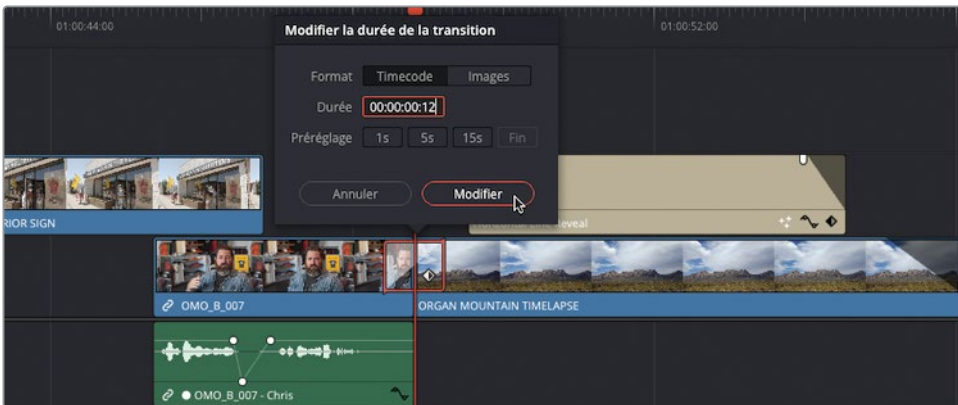 01:00:44:00
01:00:52:00
Modifier la durée de la transition
Format Timecode Images
Durée 00:00:00:12
Préréglage 1s 5s 15s Fin
Annuler Modifier
RIOR SIGN
eveal
OMO_B_007
ORGAN MOUNTAIN TIMELAPSE
OMO_B_007 - Chris